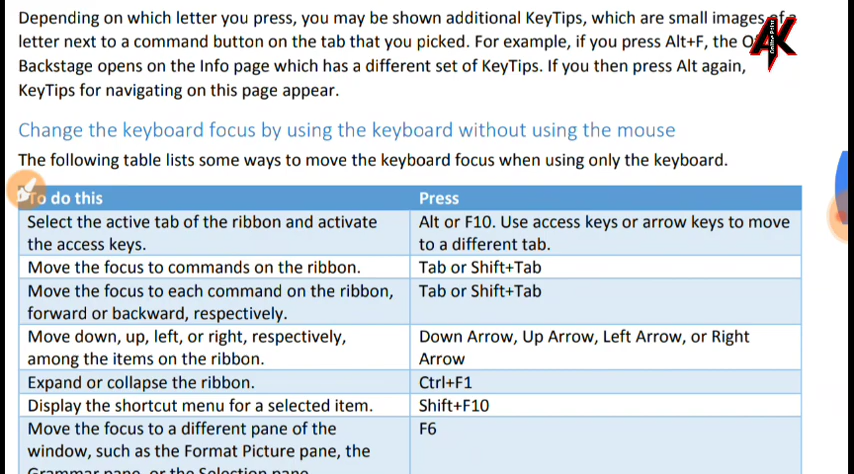 Depending on which letter you press, you may be shown additional KeyTips, which are small images of a
letter next to a command button on the tab that you picked. For example, if you press Alt+F, the
Backstage opens on the Info page which has a different set of KeyTips. If you then press Alt again,
KeyTips for navigating on this page appear.
AK
Change the keyboard focus by using the keyboard without using the mouse
The following table lists some ways to move the keyboard focus when using only the keyboard.
To do this Press
Select the active tab of the ribbon and activate Alt or F10. Use access keys or arrow keys to move
the access keys. to a different tab.
Move the focus to commands on the ribbon. Tab or Shift+Tab
Move the focus to each command on the ribbon, Tab or Shift+Tab
forward or backward, respectively.
Move down, up, left, or right, respectively, Down Arrow, Up Arrow, Left Arrow, or Right
among the items on the ribbon. Arrow
Expand or collapse the ribbon. Ctrl+F1
Display the shortcut menu for a selected item. Shift+F10
Move the focus to a different pane of the F6
window, such as the Format Picture pane, the
Grammar pane, or the Selection pane